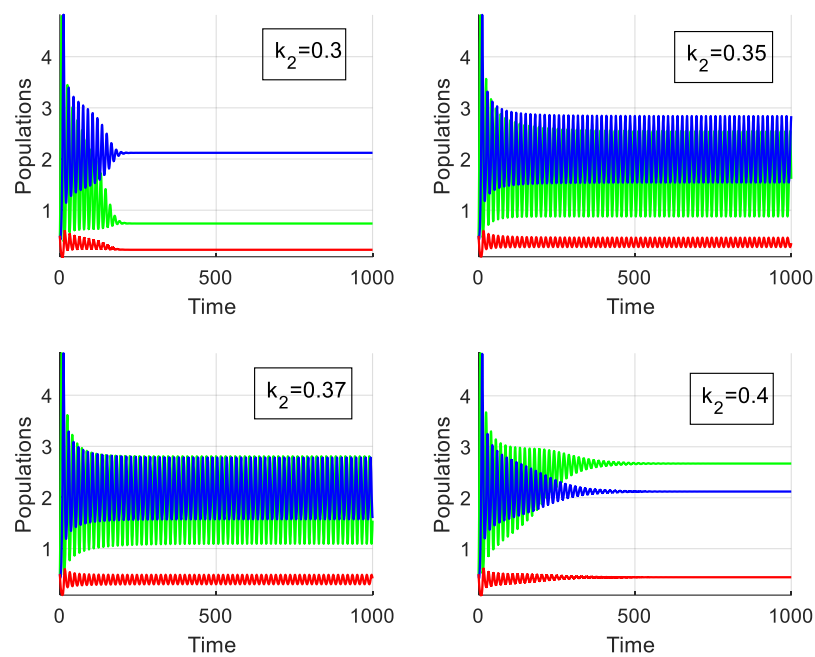 k2=0.3
Populations
4
3
2
1
0
500
1000
Time
k2=0.35
Populations
4
3
2
1
0
500
1000
Time
k2=0.37
Populations
4
3
2
1
0
500
1000
Time
k2=0.4
Populations
4
3
2
1
0
500
1000
Time